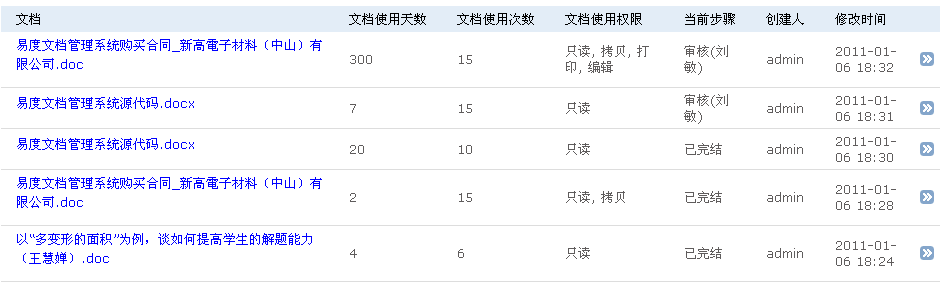 文档 文档使用天数 文档使用次数 文档使用权限 当前步骤 创建人 修改时间
易度文档管理系统购买合同_新高電子材料（中山）有
限公司.doc
300 15
只读, 拷贝, 打
印, 编辑
审核(刘
敏)
admin
2011-01-
06 18:32
易度文档管理系统源代码.docx
7 15 只读
审核(刘
敏)
admin
2011-01-
06 18:31
易度文档管理系统源代码.docx
20 10 只读 已完结 admin
2011-01-
06 18:30
易度文档管理系统购买合同_新高電子材料（中山）有
限公司.doc
2 15 只读, 拷贝 已完结 admin
2011-01-
06 18:28
以“多变形的面积”为例，谈如何提高学生的解题能力
（王慧婵）.doc
4 6 只读 已完结 admin
2011-01-
06 18:24